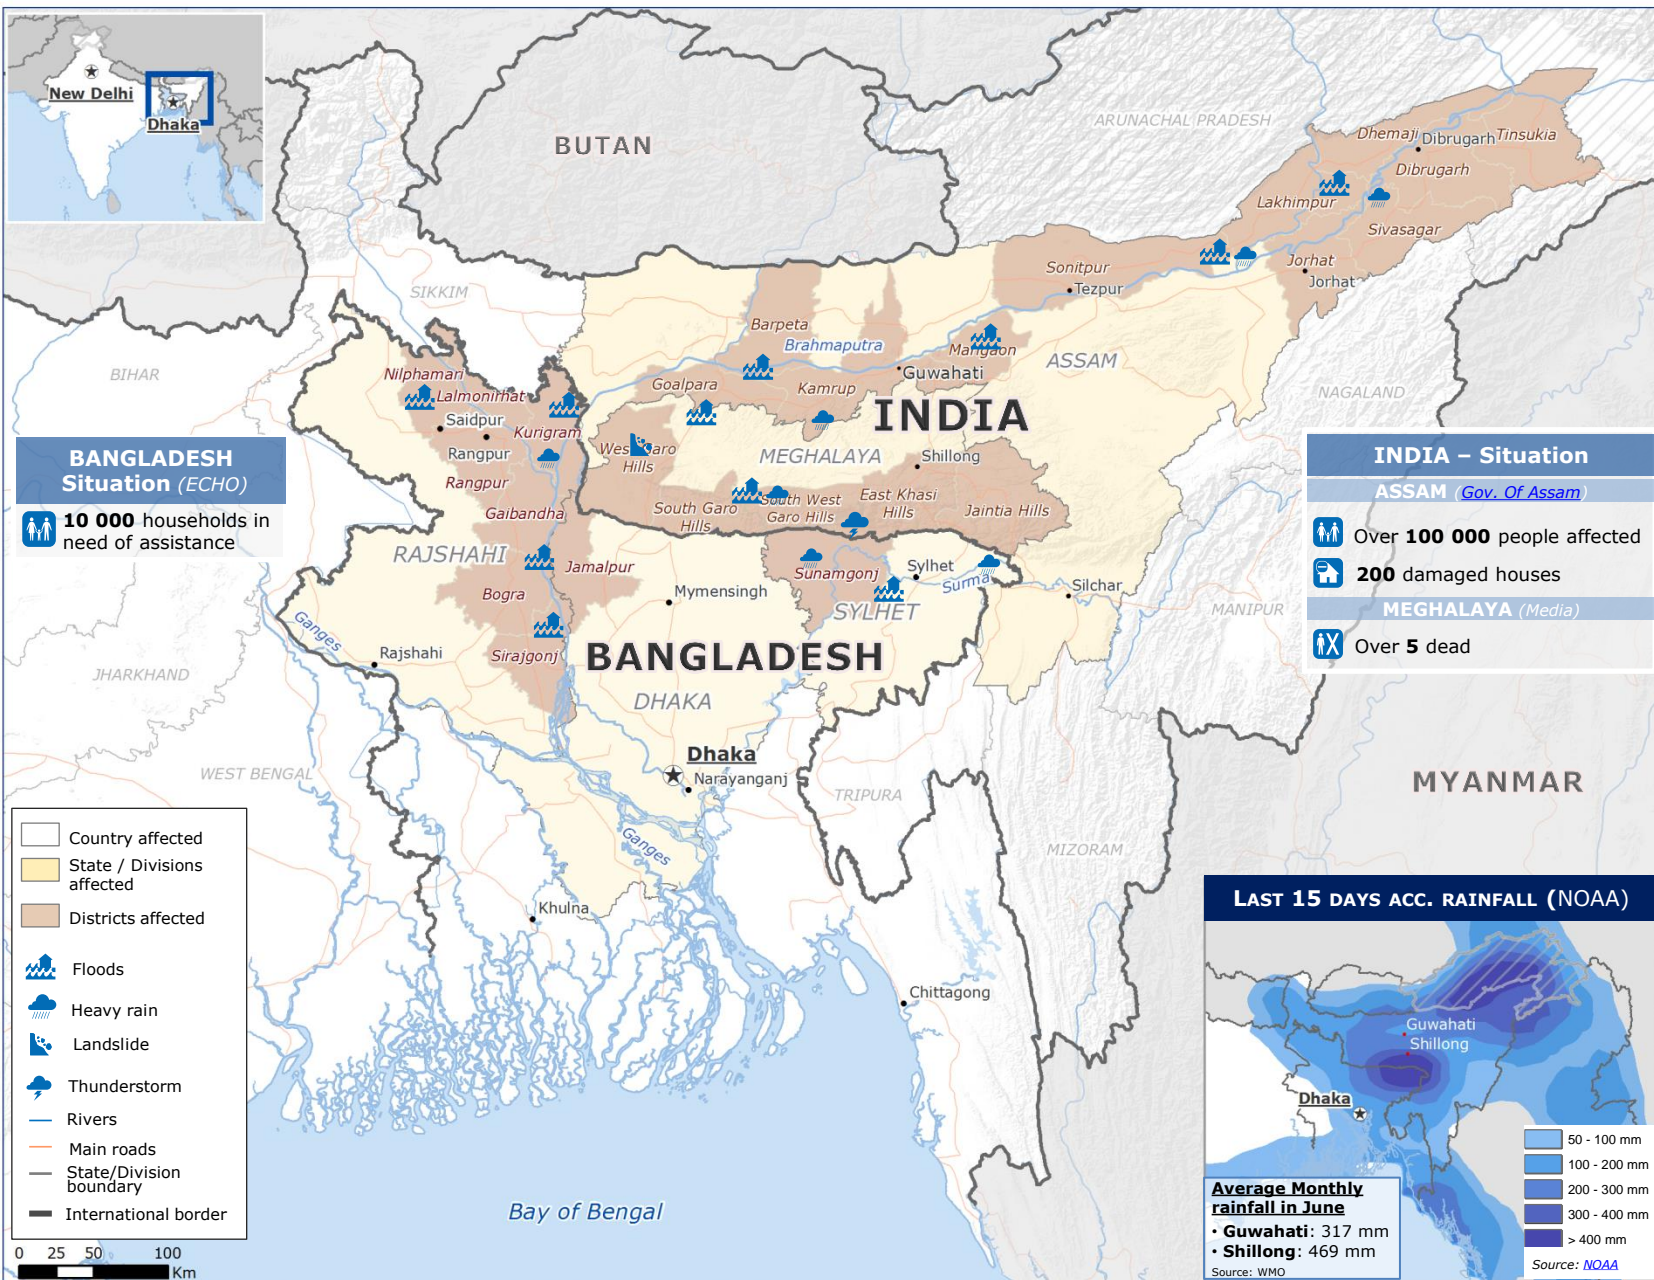 New Delhi
Dhaka
BUTAN
ARUNACHAL PRADESH
Dhemaji
Dibrugarh
Tinsukia
Dibrugarh
Lakhimpur
Sivasagar
Jorhat
Jorhat
Sonitpur
Tezpur
SIKKIM
BIHAR
Barpeta
Brahmaputra
Marigaon
ASSAM
NAGALAND
Nilphamari
Lalmonirhat
Saidpur
Kurigram
Rangpur
Rangpur
Gaibandha
Goalpara
Kamrup
Guwahati
INDIA
West Garo
Hills
MEGHALAYA
Shillong
South Garo
Hills
South West
Garo Hills
East Khasi
Hills
Jaintia Hills
BANGLADESH
Situation (ECHO)
10 000 households in
need of assistance
INDIA – Situation
ASSAM (Gov. Of Assam)
Over 100 000 people affected
200 damaged houses
MEGHALAYA (Media)
Over 5 dead
RAJSHAHI
Jamalpur
Bogra
Mymensingh
Sunamgonj
Sylhet
Surma
Silchar
SYLHET
MANIPUR
Ganges
Rajshahi
Sirajgonj
BANGLADESH
DHAKA
JHARKHAND
Dhaka
Narayanganj
WEST BENGAL
TRIPURA
MYANMAR
Ganges
MIZORAM
Khulna
Chittagong
Bay of Bengal
Country affected
State / Divisions
affected
Districts affected
Floods
Heavy rain
Landslide
Thunderstorm
Rivers
Main roads
State/Division
boundary
International border
0 25 50 100
Km
LAST 15 DAYS ACC. RAINFALL (NOAA)
Guwahati
Shillong
Dhaka
50 - 100 mm
100 - 200 mm
200 - 300 mm
300 - 400 mm
> 400 mm
Source: NOAA
Average Monthly
rainfall in June
• Guwahati: 317 mm
• Shillong: 469 mm
Source: WMO